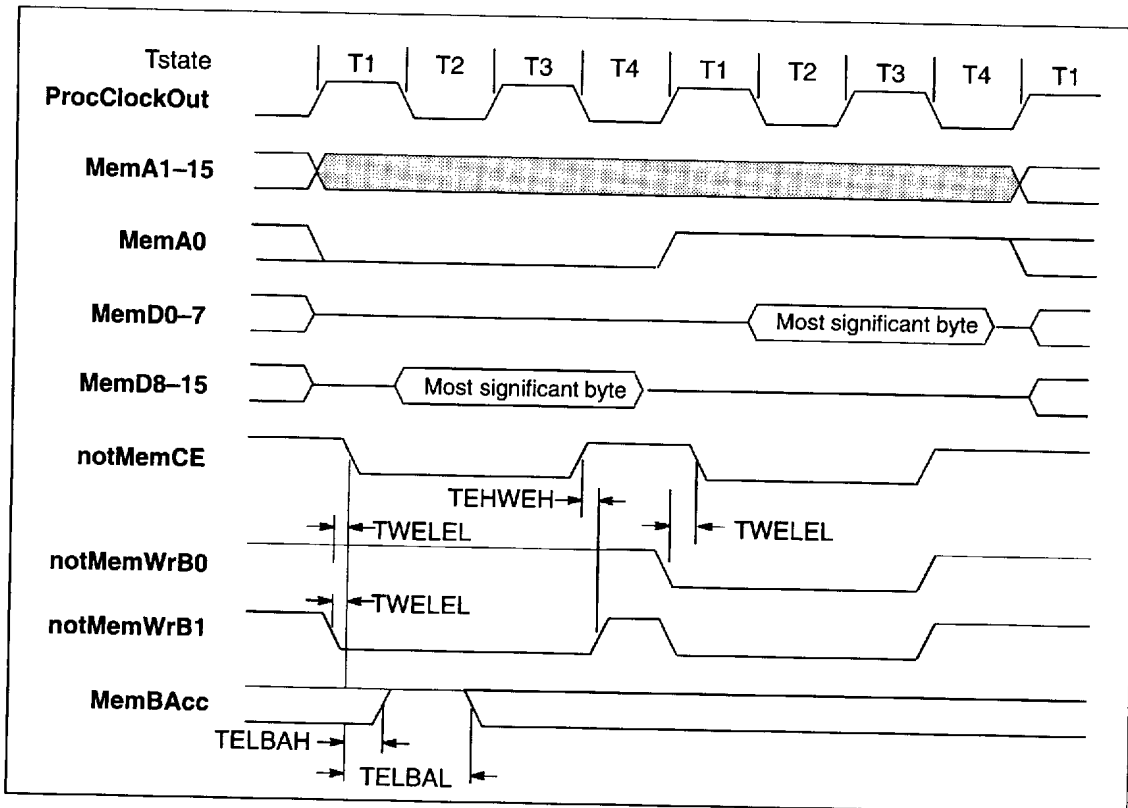 Tstate T1 T2 T3 T4 T1 T2 T3 T4 T1
ProcClockOut
MemA1–15
MemA0
MemD0–7 Most significant byte
MemD8–15 Most significant byte
notMemCE
TEHWEH
TWELEL TWELEL
notMemWrB0
TWELEL
notMemWrB1
MemBAcc
TELBAH
TELBAL